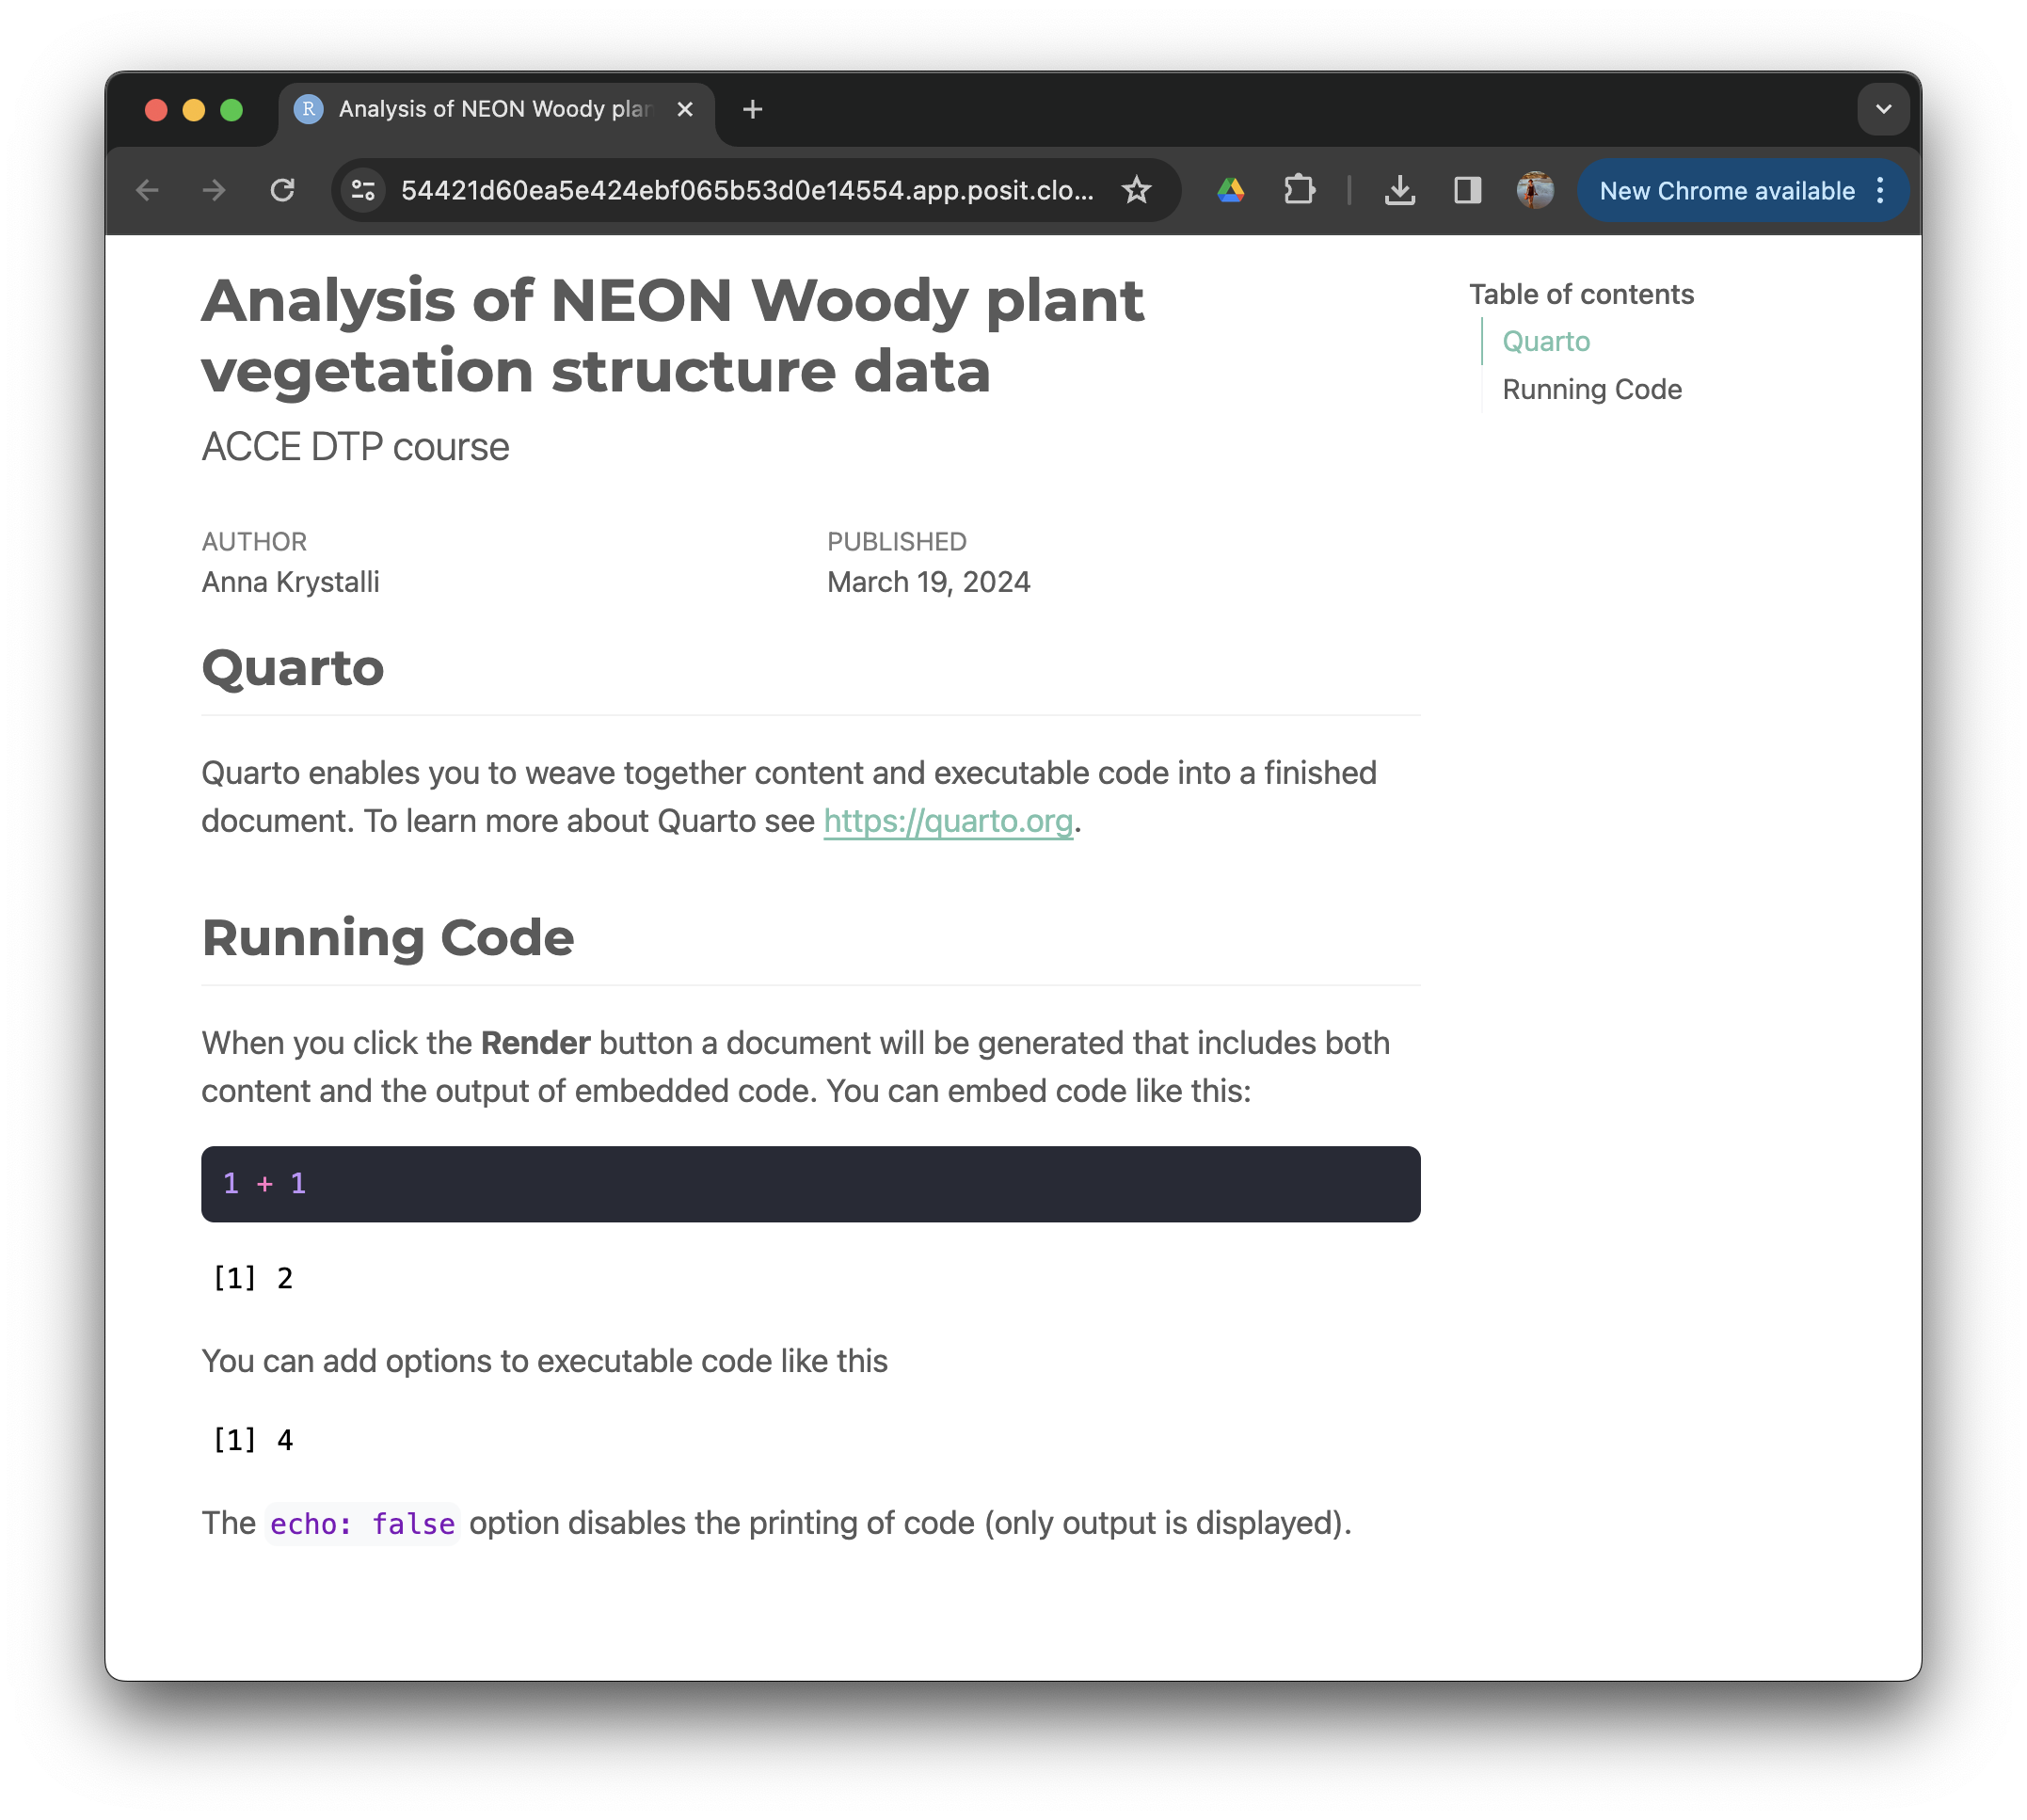 R Analysis of NEON Woody plan
54421d60ea5e424ebf065b53d0e14554.app.posit.clo...
New Chrome available
Analysis of NEON Woody plant
vegetation structure data
ACCE DTP course
AUTHOR
Anna Krystalli
PUBLISHED
March 19, 2024
Quarto
Quarto enables you to weave together content and executable code into a finished
document. To learn more about Quarto see https://quarto.org.
Running Code
When you click the Render button a document will be generated that includes both
content and the output of embedded code. You can embed code like this:
1 + 1
[1] 2
You can add options to executable code like this
[1] 4
The echo: false option disables the printing of code (only output is displayed).
Table of contents
Quarto
Running Code